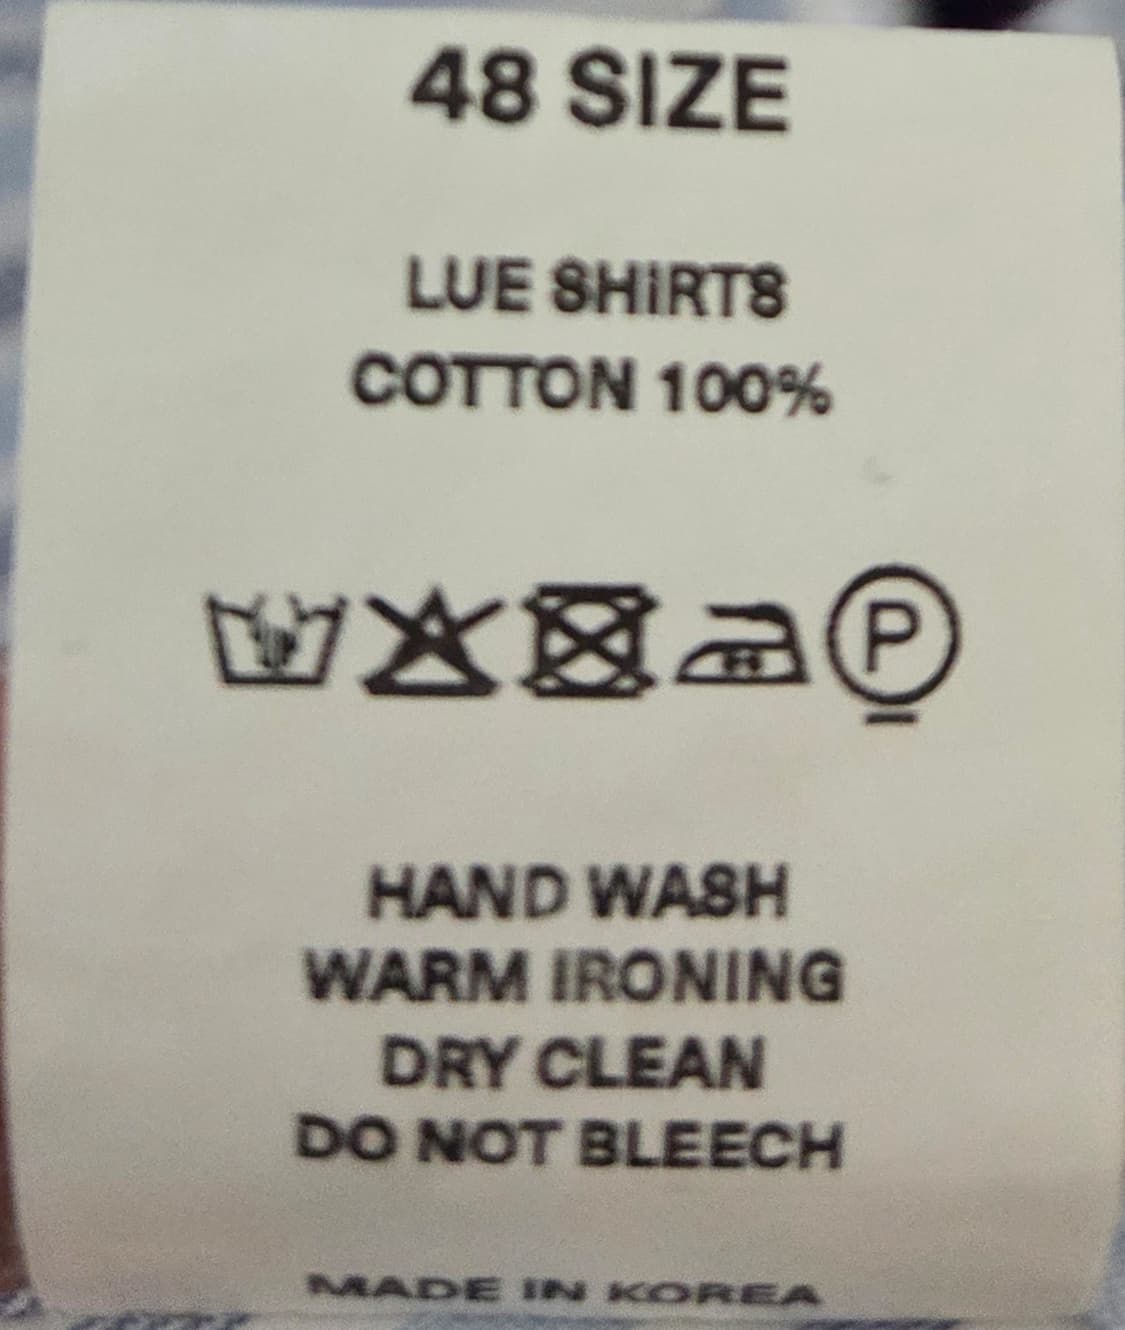 48 SIZE
LUE SHIRTS
COTTON 100%
P
HAND WASH
WARM IRONING
DRY CLEAN
DO NOT BLEECH
MADE IN KOREA